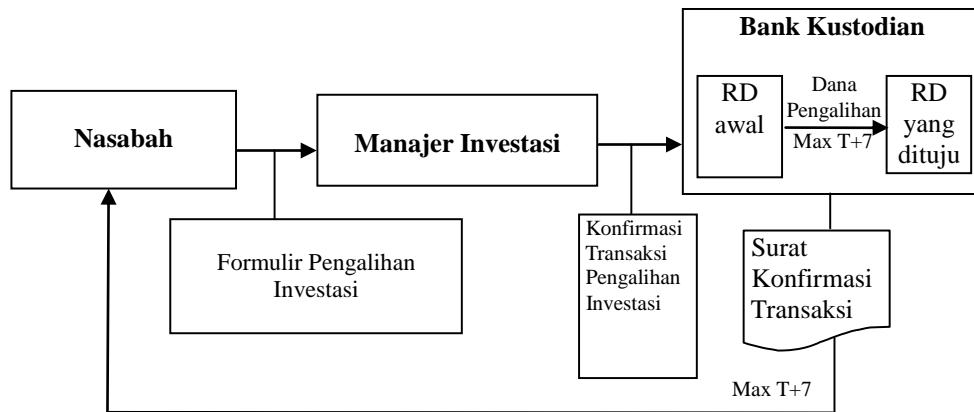 Bank Kustodian
Nasabah
Manajer Investasi
RD
awal
Dana
Pengalihan
Max T+7
RD
yang
dituju
Formulir Pengalihan
Investasi
Konfirmasi
Transaksi
Pengalihan
Investasi
Surat
Konfirmasi
Transaksi
Max T+7